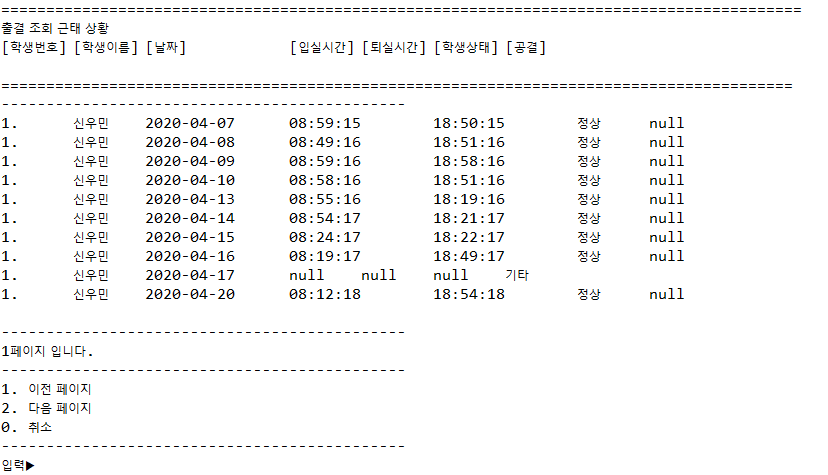 =========================================================================================
출결 조회 근태 상황
[학생번호] [학생이름] [날짜] [입실시간] [퇴실시간] [학생상태] [공결]
========================================================================================
---------------------------------------------
1. 신우민 2020-04-07 08:59:15 18:50:15 정상 null
1. 신우민 2020-04-08 08:49:16 18:51:16 정상 null
1. 신우민 2020-04-09 08:59:16 18:58:16 정상 null
1. 신우민 2020-04-10 08:58:16 18:51:16 정상 null
1. 신우민 2020-04-13 08:55:16 18:19:16 정상 null
1. 신우민 2020-04-14 08:54:17 18:21:17 정상 null
1. 신우민 2020-04-15 08:24:17 18:22:17 정상 null
1. 신우민 2020-04-16 08:19:17 18:49:17 정상 null
1. 신우민 2020-04-17 null null null 기타
1. 신우민 2020-04-20 08:12:18 18:54:18 정상 null
---------------------------------------------
1페이지 입니다.
---------------------------------------------
1. 이전 페이지
2. 다음 페이지
0. 취소
---------------------------------------------
입력▶